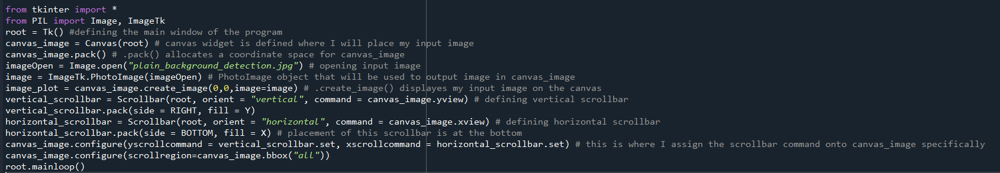 from tkinter import *
from PIL import Image, ImageTk
root = Tk() #defining the main window of the program
canvas_image = Canvas(root) # canvas widget is defined where I will place my input image
canvas_image.pack() # .pack() allocates a coordinate space for canvas_image
imageOpen = Image.open("plain_background_detection.jpg") # opening input image
image = ImageTk.PhotoImage(imageOpen) # PhotoImage object that will be used to output image in canvas_image
image_plot = canvas_image.create_image(0,0,image=image) # .create_image() displayes my input image on the canvas
vertical_scrollbar = Scrollbar(root, orient = "vertical", command = canvas_image.yview) # defining vertical scrollbar
vertical_scrollbar.pack(side = RIGHT, fill = Y)
horizontal_scrollbar = Scrollbar(root, orient = "horizontal", command = canvas_image.xview) # defining horizontal scrollbar
horizontal_scrollbar.pack(side = BOTTOM, fill = X) # placement of this scrollbar is at the bottom
canvas_image.configure(yscrollcommand = vertical_scrollbar.set, xscrollcommand = horizontal_scrollbar.set) # this is where I assign the scrollbar command onto canvas_image specifically
canvas_image.configure(scrollregion=canvas_image.bbox("all"))
root.mainloop()